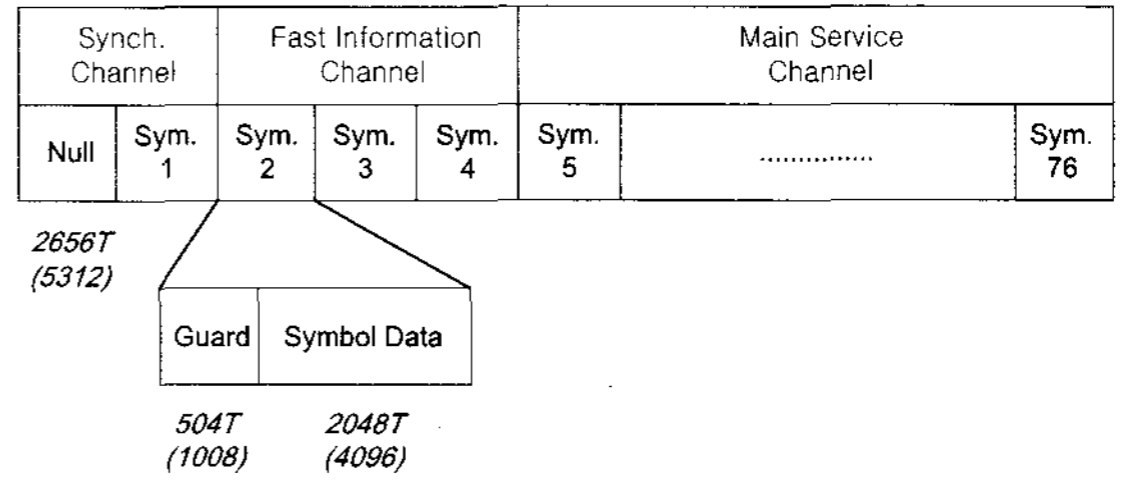 Synch.
Channel
Fast Information
Channel
Main Service
Channel
Null
Sym.
1
Sym.
2
Sym.
3
Sym.
4
Sym.
5
..............
Sym.
76
2656T
(5312)
Guard
Symbol Data
504T
(1008)
2048T
(4096)